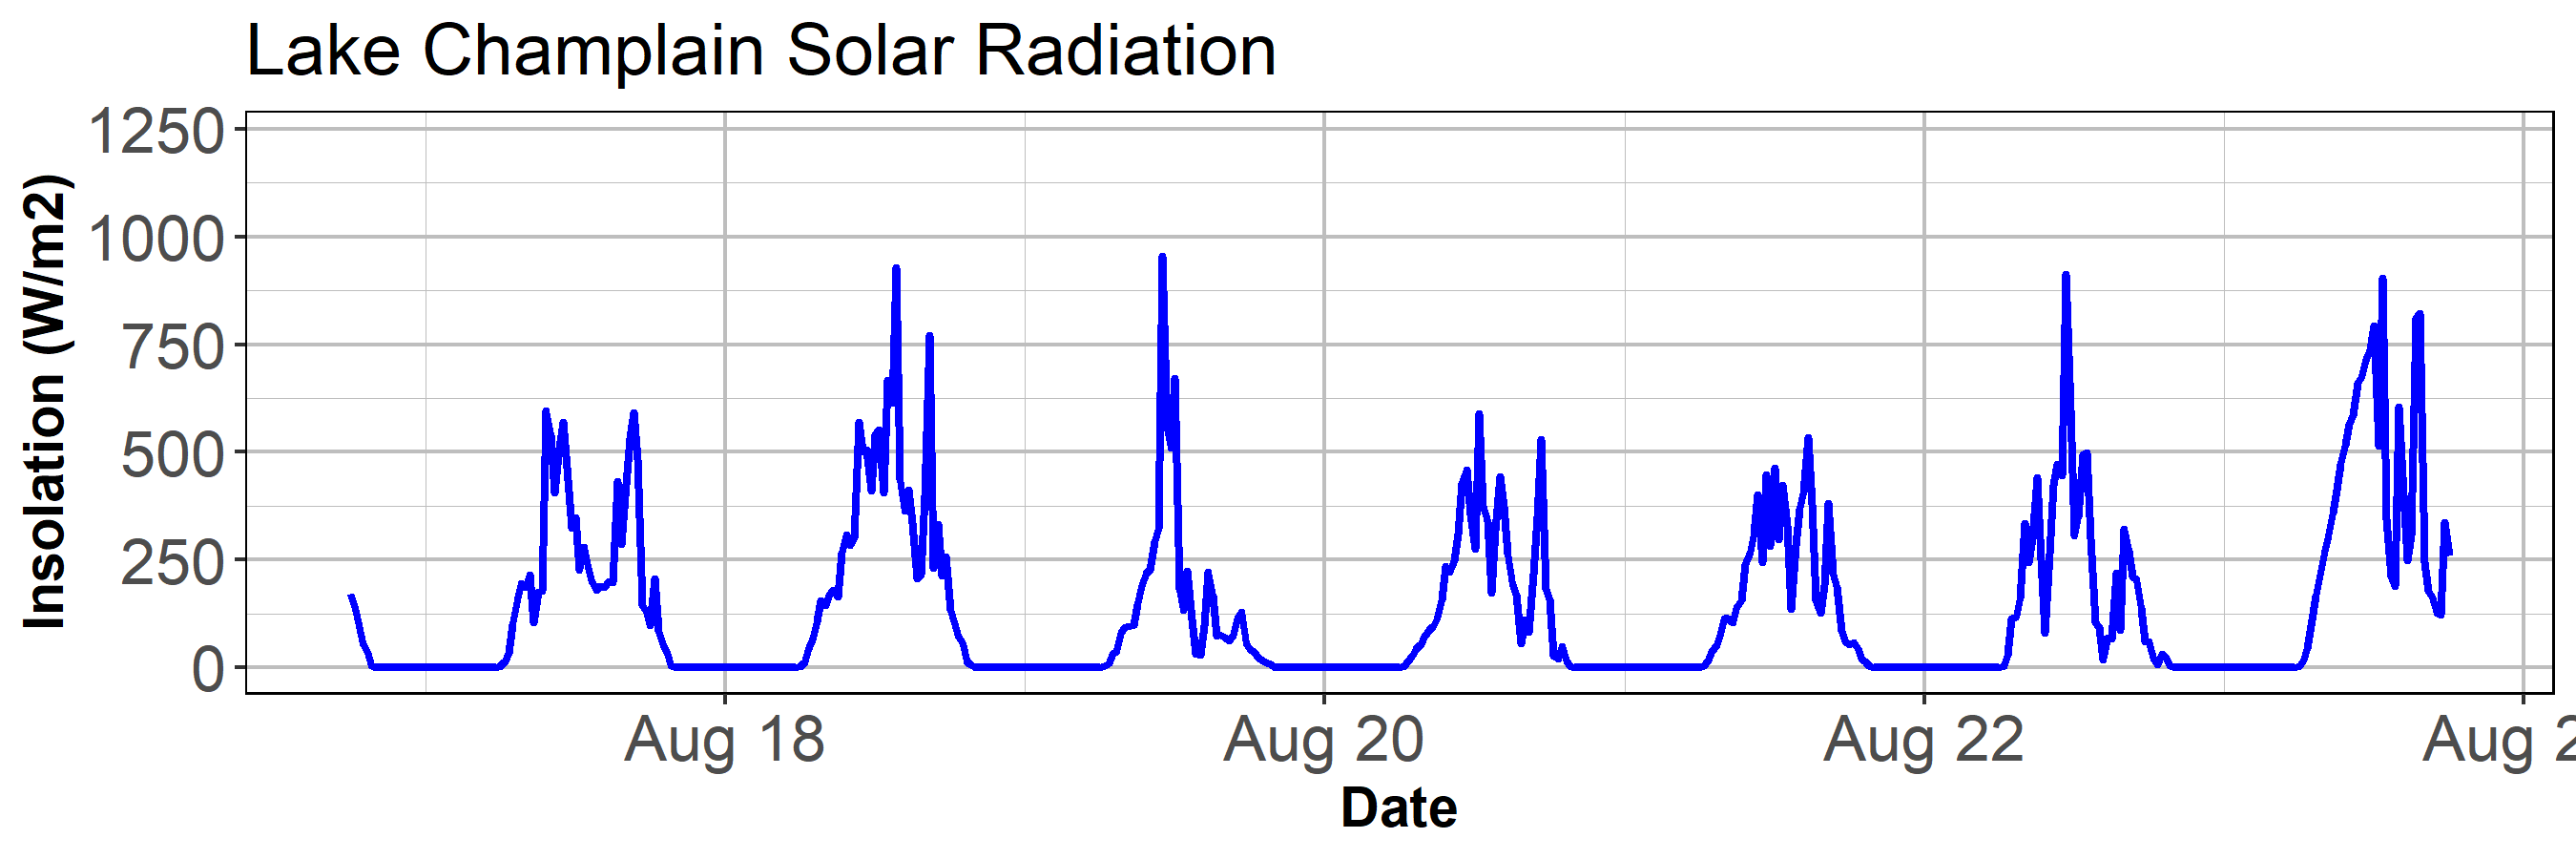 Lake Champlain Solar Radiation
1250
1000
750
500
250
0
Insolation (W/m2)
Aug 18 Aug 20 Aug 22 Aug
Date